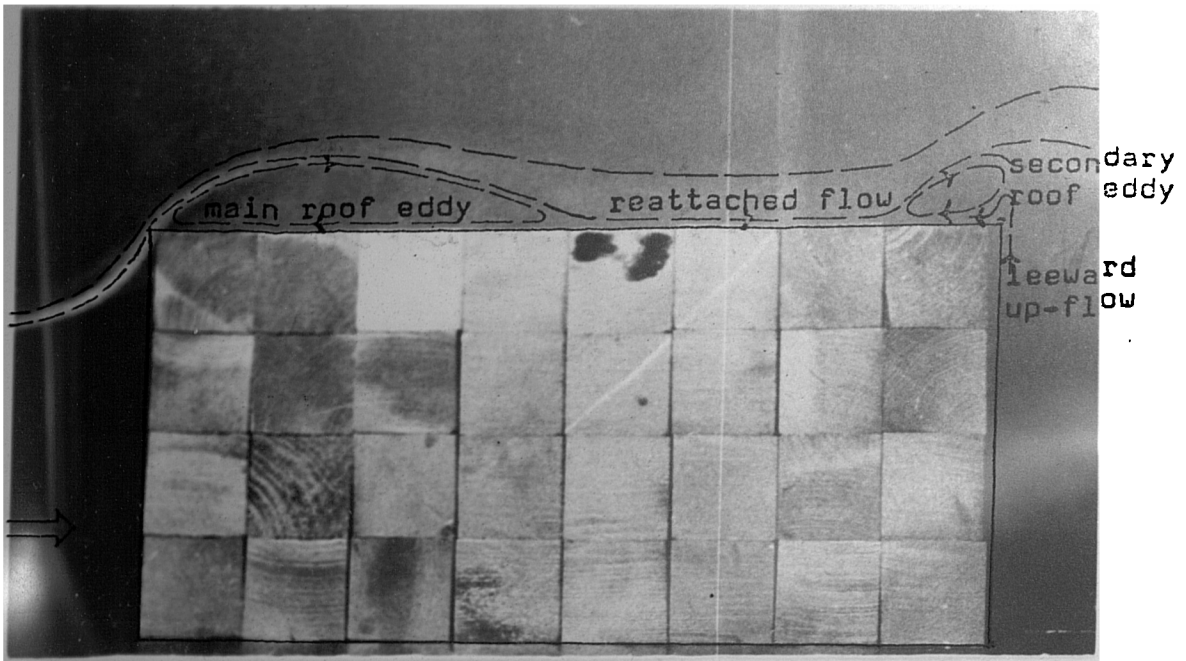 main roof eddy
reattached flow
secondary
roof eddy
leeward
up-flow